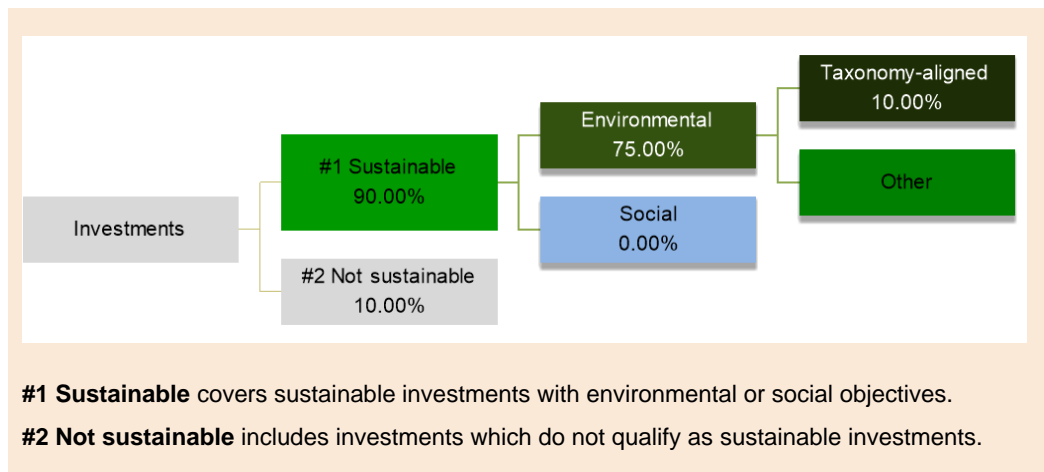 Investments
#1 Sustainable
90.00%
#2 Not sustainable
10.00%
Environmental
75.00%
Social
0.00%
Taxonomy-aligned
10.00%
Other
#1 Sustainable covers sustainable investments with environmental or social objectives.
#2 Not sustainable includes investments which do not qualify as sustainable investments.